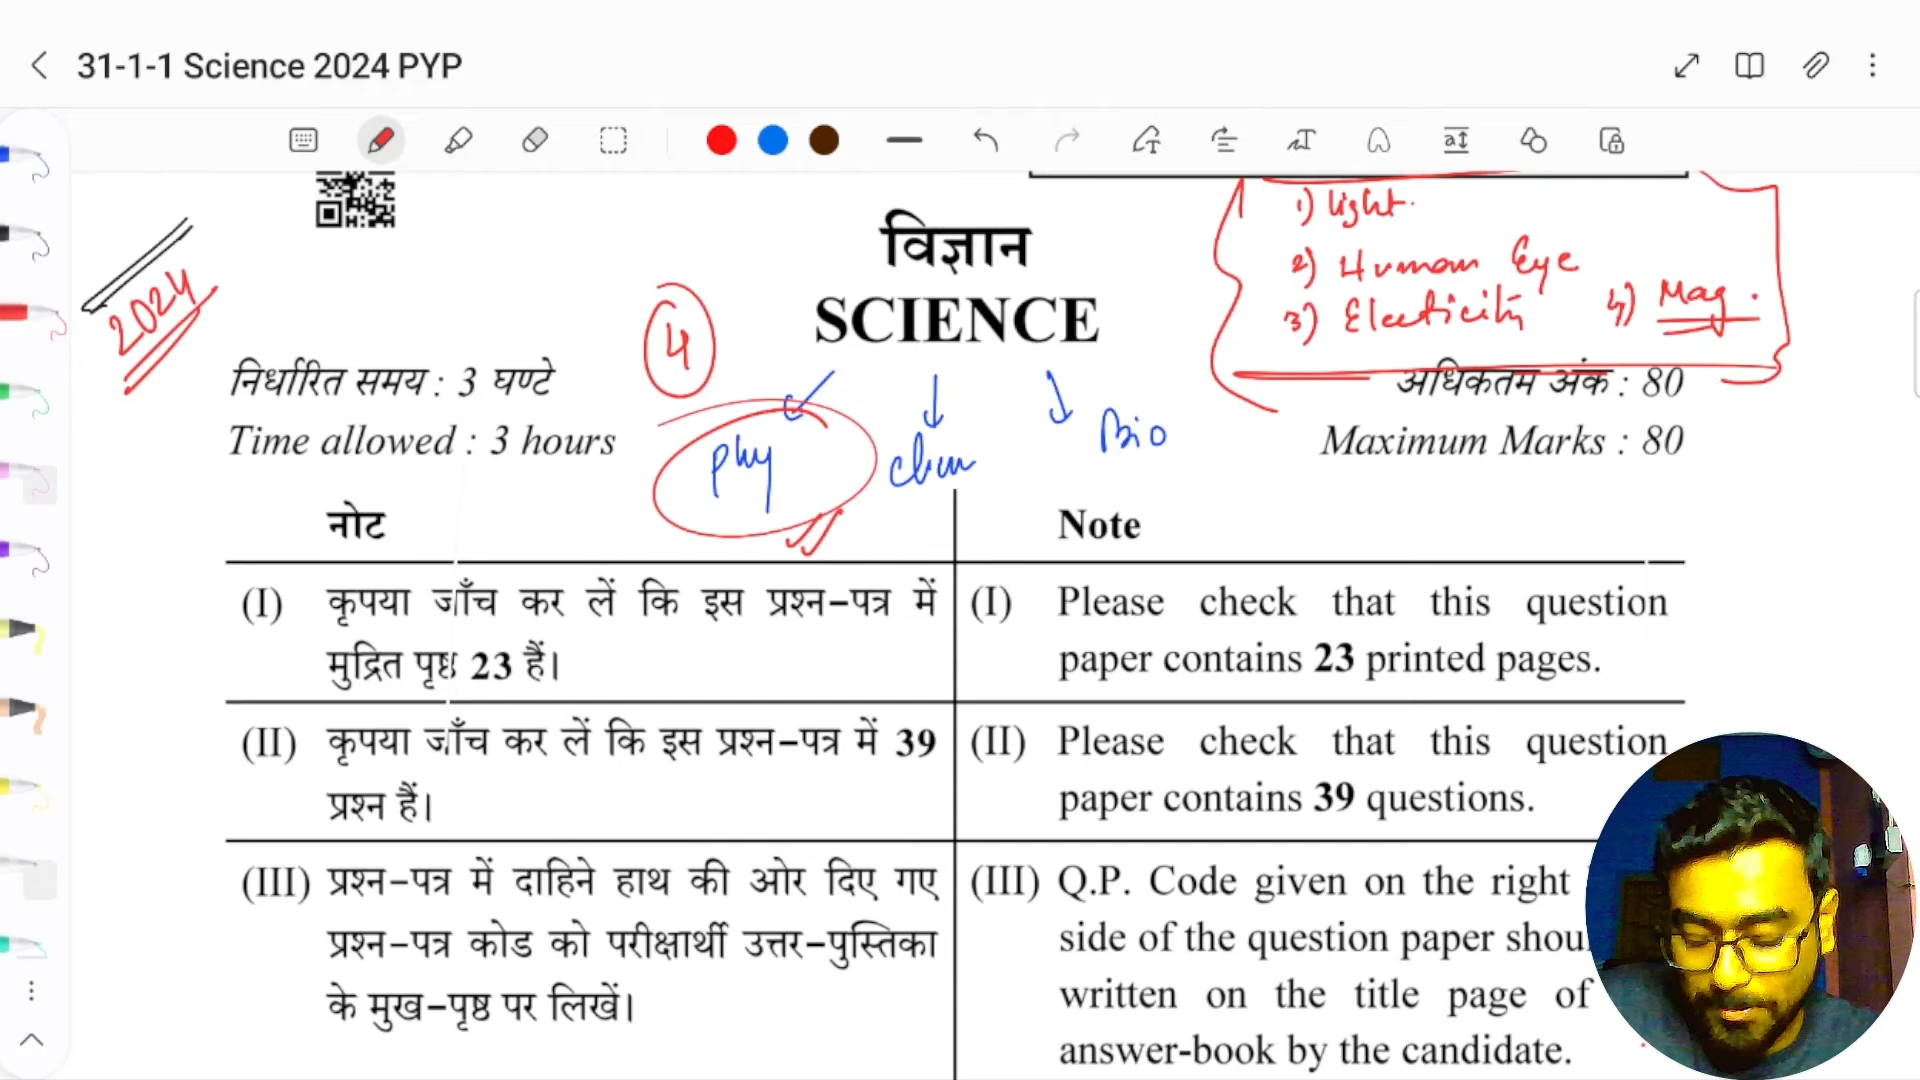 31-1-1 Science 2024 PYP
1) light.
2) Human Eye
3) Electicity 4) Mag.
2024
विज्ञान
SCIENCE
4
निर्धारित समय : 3 घण्टे
अधिकतम अंक : 80
Time allowed : 3 hours
Maximum Marks : 80
Phy
Chem
Bio
नोट
Note
(I) कृपया जाँच कर लें कि इस प्रश्न-पत्र में
मुद्रित पृष्ठ 23 हैं।
(I) Please check that this question
paper contains 23 printed pages.
(II) कृपया जाँच कर लें कि इस प्रश्न-पत्र में 39
प्रश्न हैं।
(II) Please check that this question
paper contains 39 questions.
(III) प्रश्न-पत्र में दाहिने हाथ की ओर दिए गए
प्रश्न-पत्र कोड को परीक्षार्थी उत्तर-पुस्तिका
के मुख-पृष्ठ पर लिखें।
(III) Q.P. Code given on the right
side of the question paper shou
written on the title page of
answer-book by the candidate.